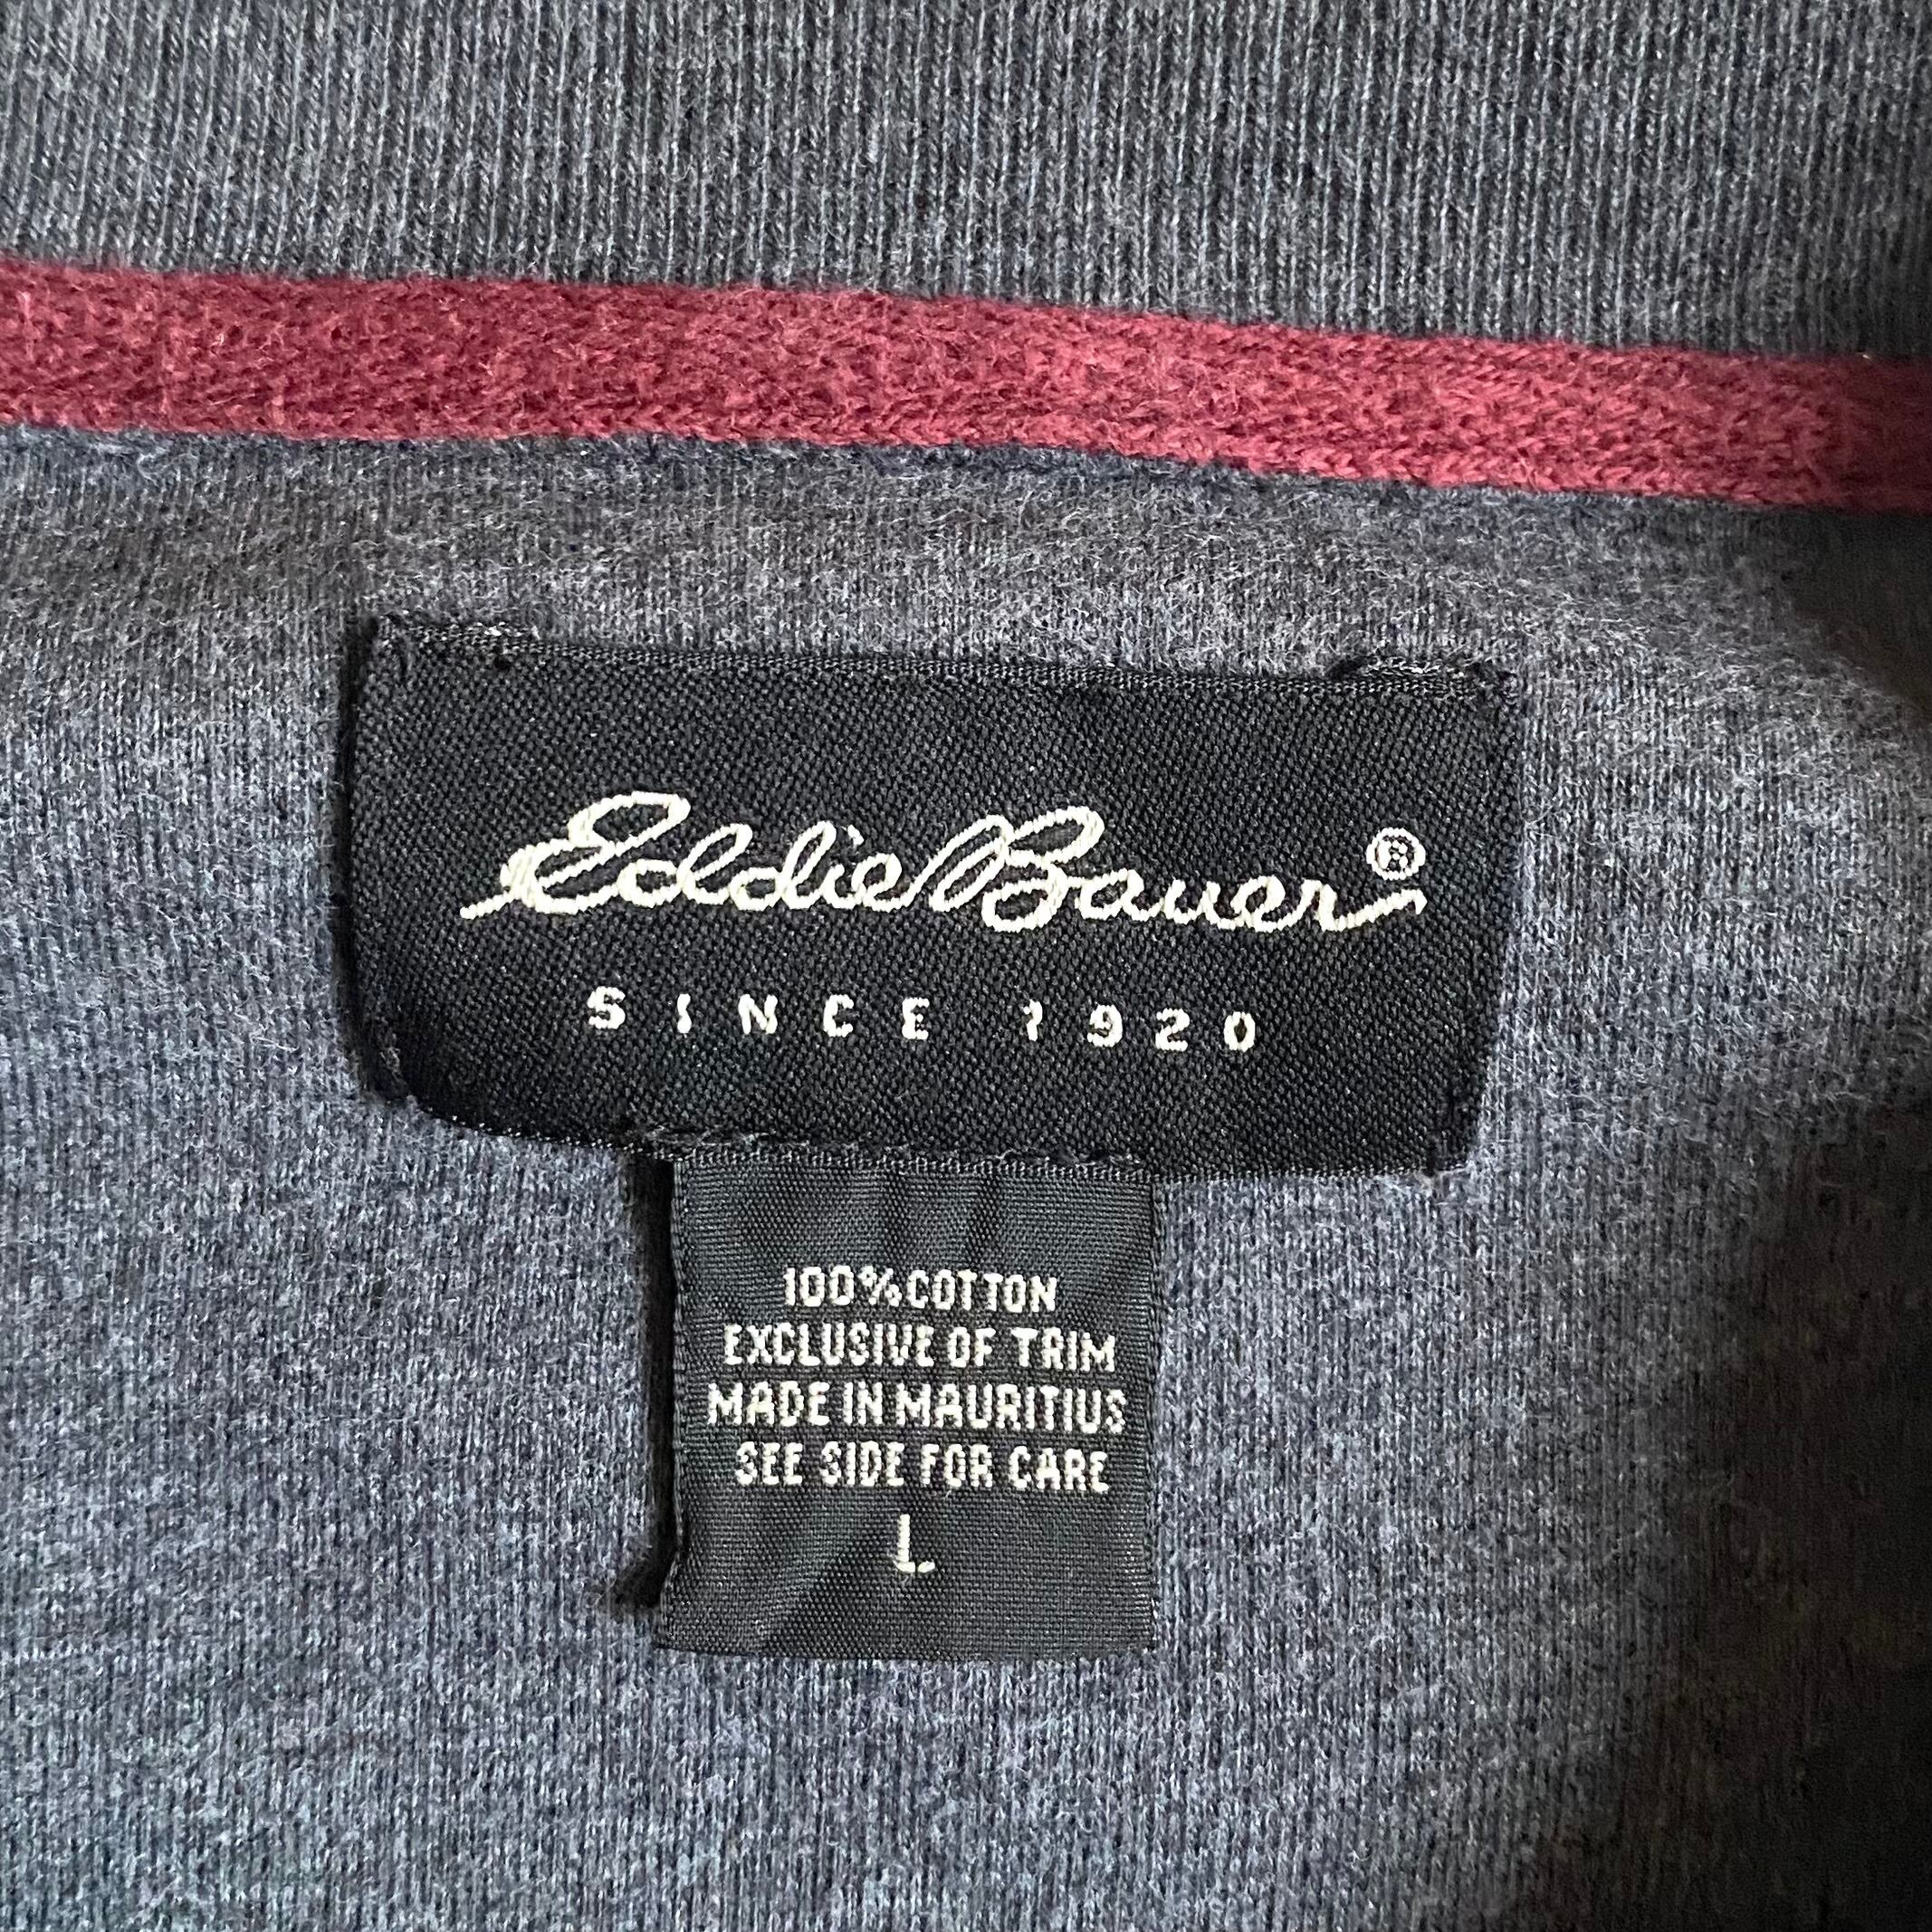 Eddie Bauer®
SINCE 1920
100% COTTON
EXCLUSIVE OF TRIM
MADE IN MAURITIUS
SEE SIDE FOR CARE
L